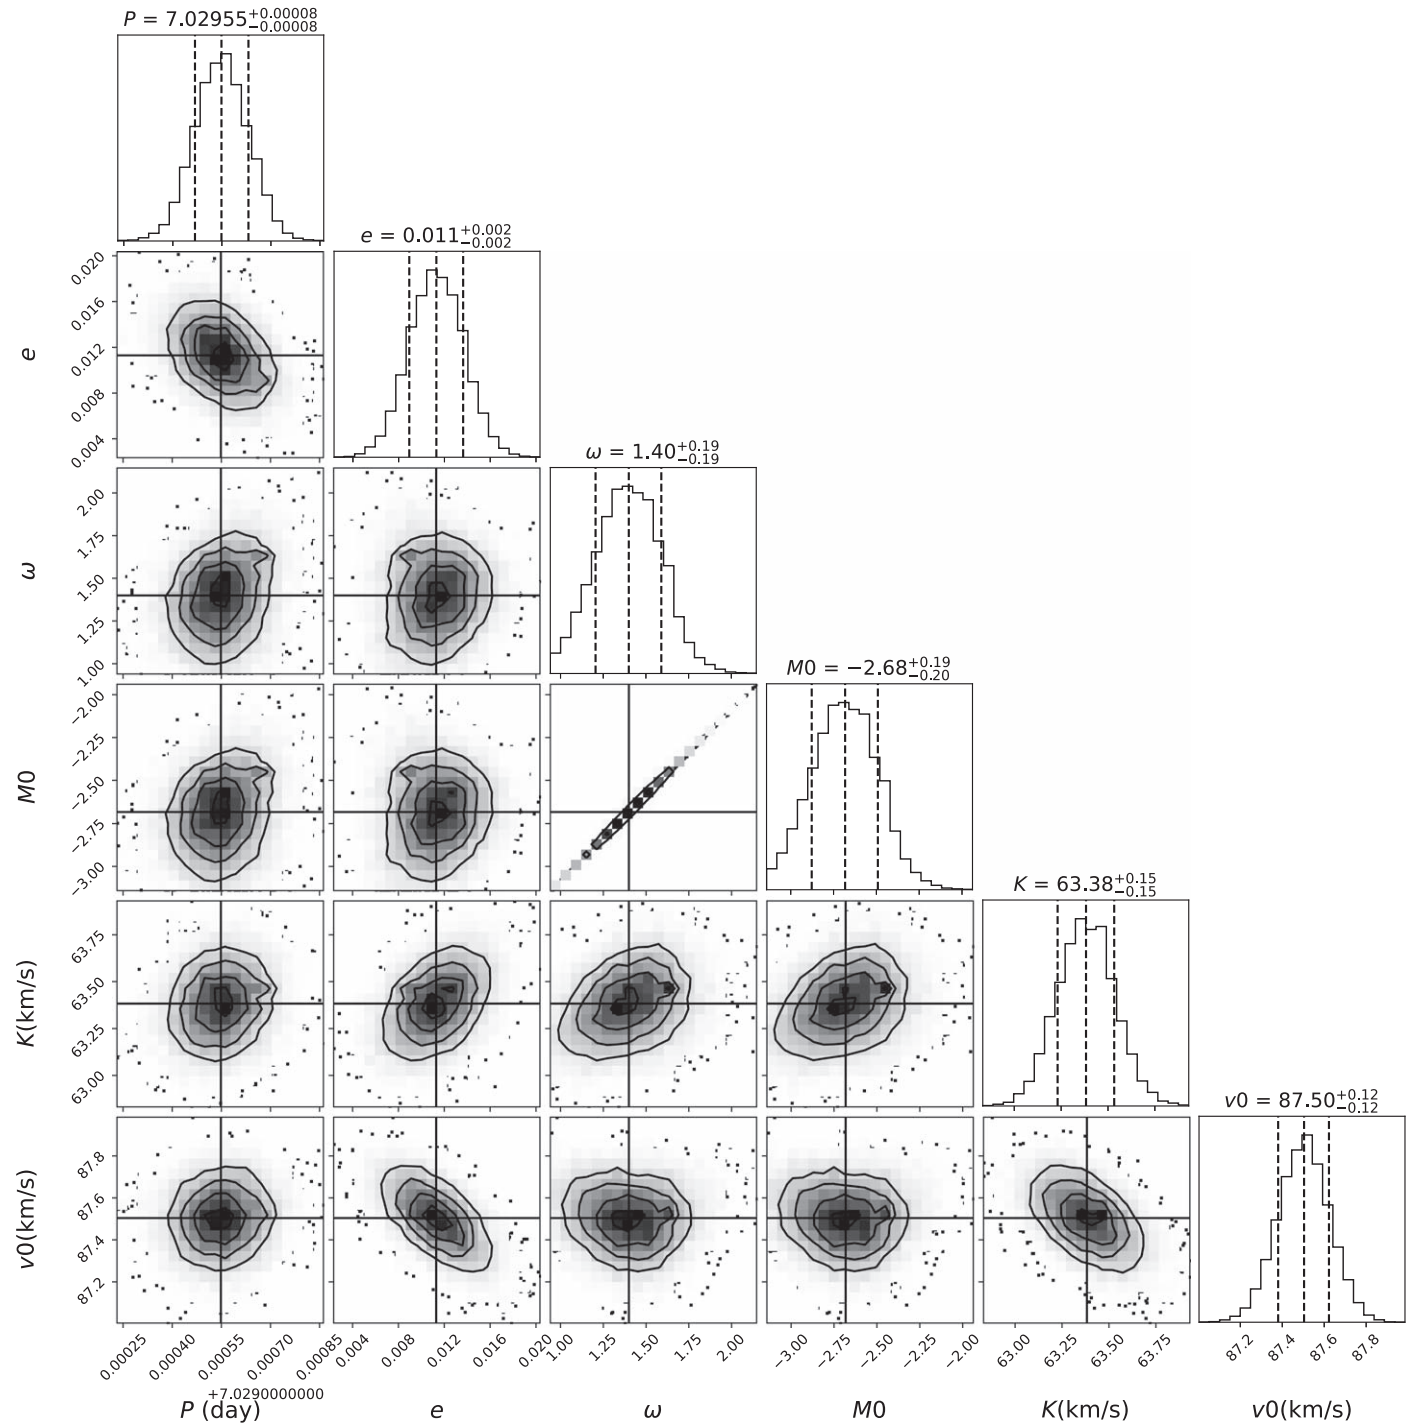 P = 7.02955+0.00008−0.00008
e = 0.011+0.002−0.002
0.020
0.016
0.012
0.008
0.004
e
ω = 1.40+0.19−0.19
2.00
1.75
1.50
1.25
1.00
ω
M0 = −2.68+0.19−0.20
−2.00
−2.25
−2.50
−2.75
−3.00
M0
K = 63.38+0.15−0.15
63.75
63.50
63.25
63.00
K(km/s)
v0 = 87.50+0.12−0.12
87.8
87.6
87.4
87.2
v0(km/s)
0.00025 0.00040 0.00055 0.00070 0.00085
0.004 0.008 0.012 0.016 0.020
1.00 1.25 1.50 1.75 2.00
−3.00 −2.75 −2.50 −2.25 −2.00
63.00 63.25 63.50 63.75
87.2 87.4 87.6 87.8
+7.0290000000
P (day) e ω M0 K(km/s) v0(km/s)